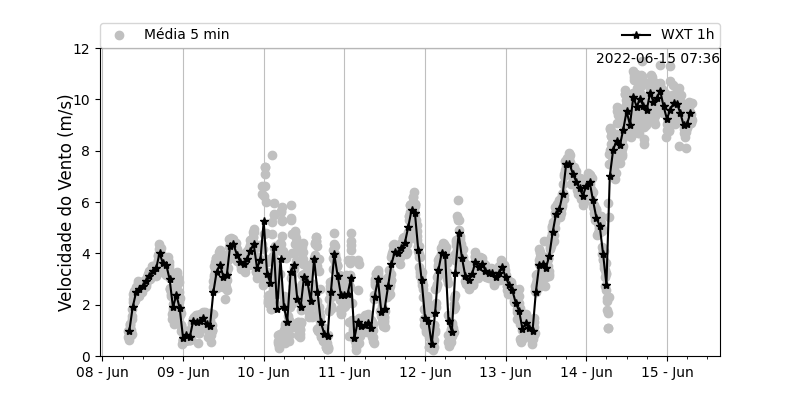 Média 5 min WXT 1h
2022-06-15 07:36
Velocidade do Vento (m/s)
12
10
8
6
4
2
0
08 - Jun 09 - Jun 10 - Jun 11 - Jun 12 - Jun 13 - Jun 14 - Jun 15 - Jun